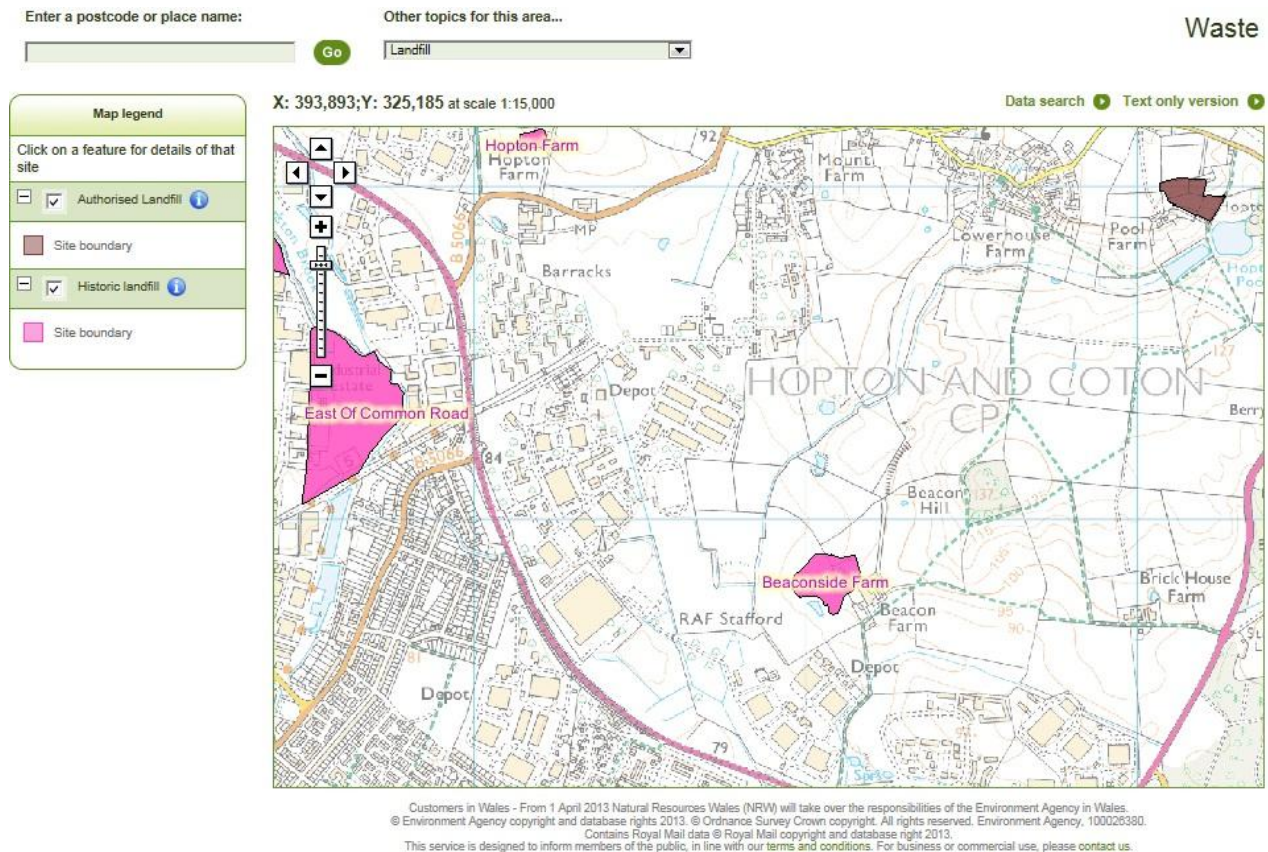 Enter a postcode or place name:
Other topics for this area...
Waste
Go
Landfill
Map legend
X: 393,893;Y: 325,185 at scale 1:15,000
Data search
Text only version
Click on a feature for details of that
site
Authorised Landfill
Site boundary
Historic landfill
Site boundary
Hopton Farm
92
Hopton
Farm
Mount
Farm
MP
B 5066
Lowerhouse
Farm
Pool
Farm
Barracks
127
Industrial
Estate
HOPTON AND COTON
CP
Depot
East Of Common Road
Berry
B 5066
84
Beacon
Hill
137
Beaconside Farm
100
Brick House
Farm
RAF Stafford
Beacon
Farm
95
90
81
Depot
Depot
79
Customers in Wales - From 1 April 2013 Natural Resources Wales (NRW) will take over the responsibilities of the Environment Agency in Wales.
© Environment Agency copyright and database rights 2013. © Ordnance Survey Crown copyright. All rights reserved. Environment Agency, 100026380.
Contains Royal Mail data © Royal Mail copyright and database right 2013.
This service is designed to inform members of the public, in line with our terms and conditions. For business or commercial use, please contact us.